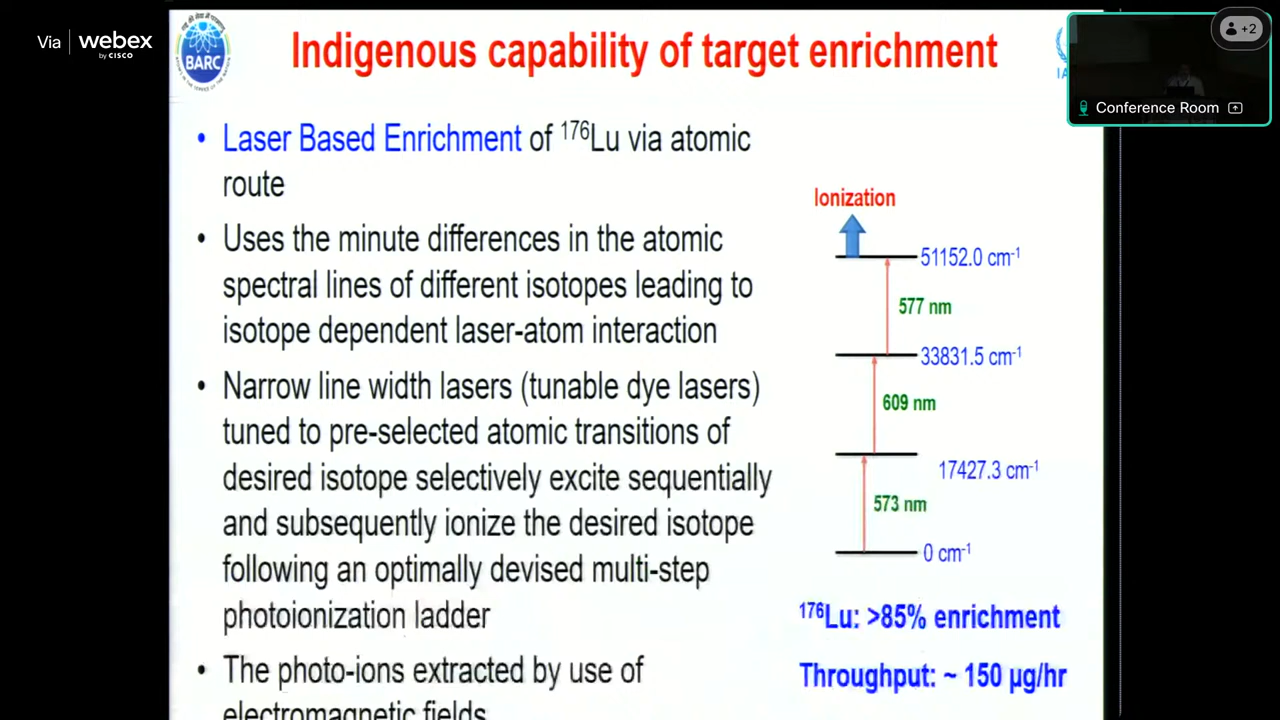 Via webex
by CISCO
BARC
Indigenous capability of target enrichment
IA
+2
Conference Room
• Laser Based Enrichment of ¹⁷⁶Lu via atomic
route
• Uses the minute differences in the atomic
spectral lines of different isotopes leading to
isotope dependent laser-atom interaction
• Narrow line width lasers (tunable dye lasers)
tuned to pre-selected atomic transitions of
desired isotope selectively excite sequentially
and subsequently ionize the desired isotope
following an optimally devised multi-step
photoionization ladder
• The photo-ions extracted by use of
electromagnetic fields
Ionization
51152.0 cm⁻¹
577 nm
33831.5 cm⁻¹
609 nm
17427.3 cm⁻¹
573 nm
0 cm⁻¹
¹⁷⁶Lu: >85% enrichment
Throughput: ~ 150 µg/hr